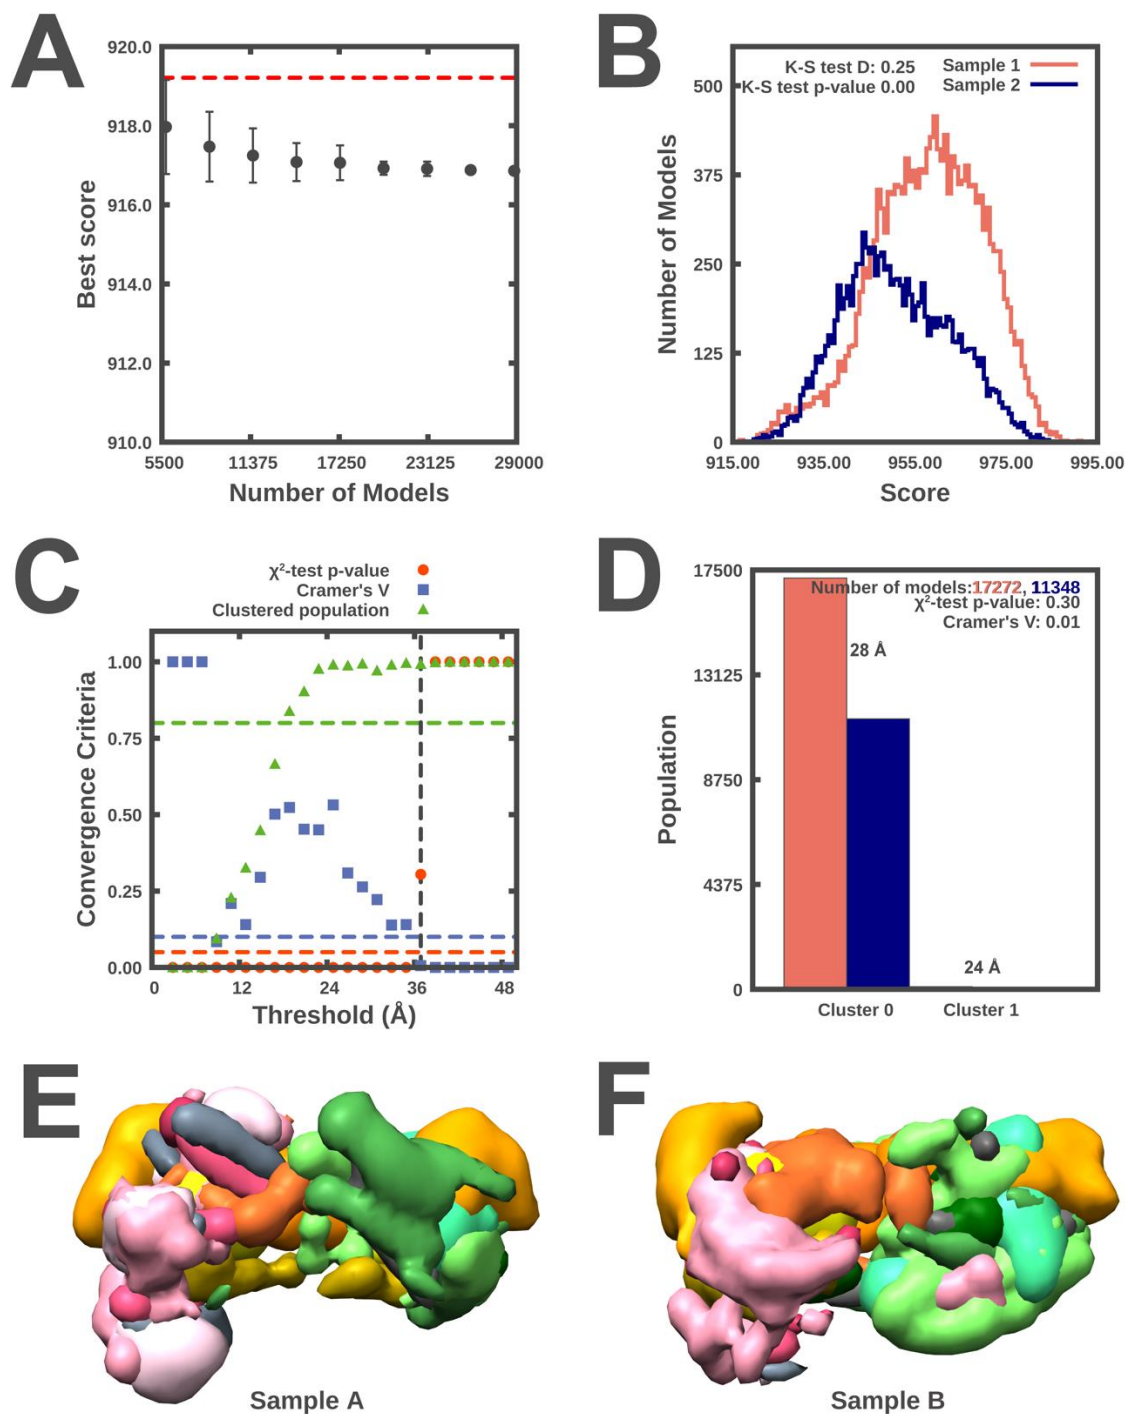 A
920.0
918.0
916.0
914.0
912.0
910.0
Best score
5500 11375 17250 23125 29000
Number of Models
B
K-S test D: 0.25
K-S test p-value 0.00
Sample 1
Sample 2
500
375
250
125
0
Number of Models
915.00 935.00 955.00 975.00 995.00
Score
C
χ²-test p-value
Cramer's V
Clustered population
1.00
0.75
0.50
0.25
0.00
Convergence Criteria
0 12 24 36 48
Threshold (Å)
D
Number of models:17272, 11348
χ²-test p-value: 0.30
Cramer's V: 0.01
28 Å
24 Å
17500
13125
8750
4375
0
Population
Cluster 0 Cluster 1
E
Sample A
F
Sample B